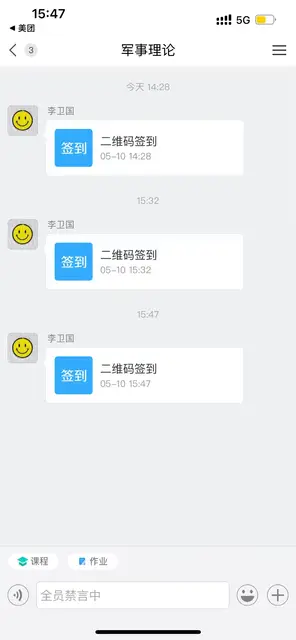 15:47
5G
美团
3
军事理论
今天 14:28
李卫国
签到
二维码签到
05-10 14:28
15:32
李卫国
签到
二维码签到
05-10 15:32
15:47
李卫国
签到
二维码签到
05-10 15:47
课程
作业
全员禁言中